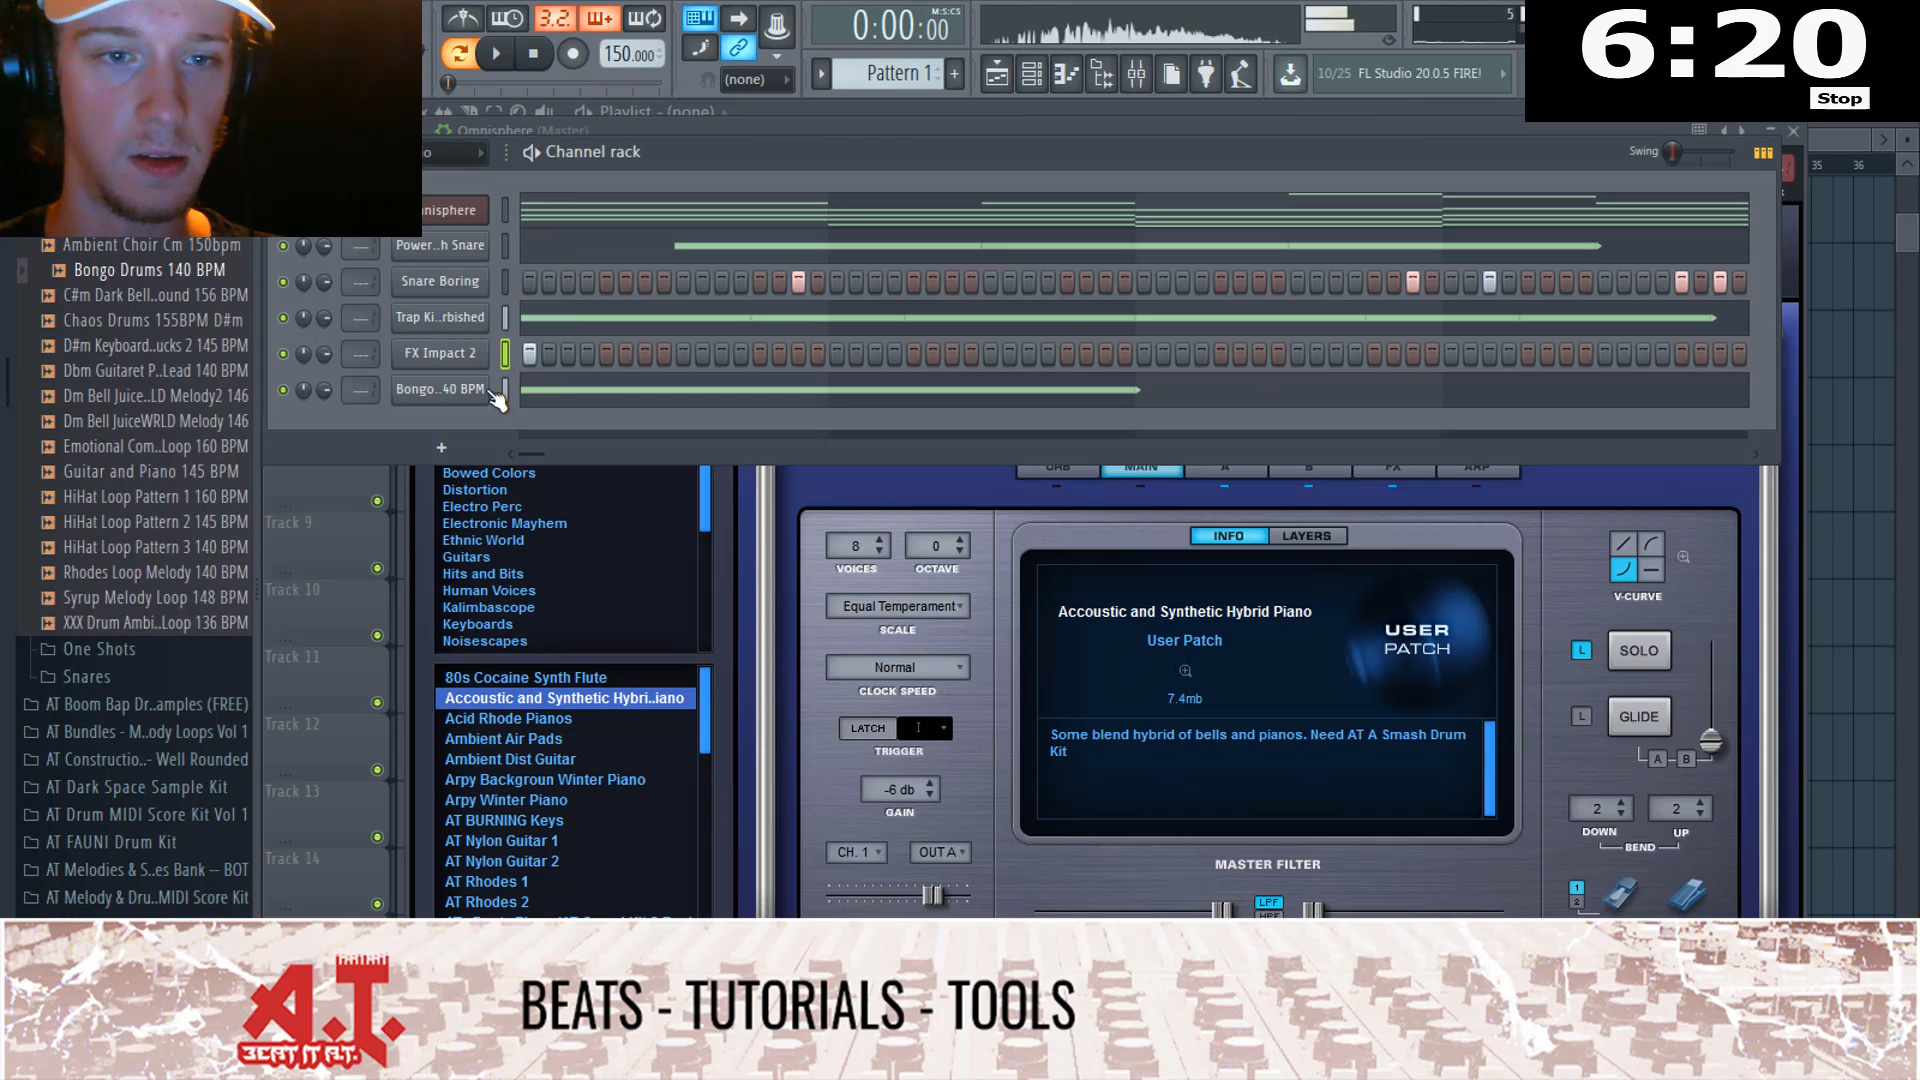 3.2.
150.000
(none)
0:00:00
M:S:CS
Pattern 1
5
10/25 FL Studio 20.0.5 FIRE!
6:20
Stop
Playlist - (none)
Omnisphere (Master)
Channel rack
Swing
35 36
Power..h Snare
Snare Boring
Trap Ki..rbished
FX Impact 2
Bongo..40 BPM
+
Ambient Choir Cm 150bpm
Bongo Drums 140 BPM
C#m Dark Bell..ound 156 BPM
Chaos Drums 155BPM D#m
D#m Keyboard..ucks 2 145 BPM
Dbm Guitaret P..Lead 140 BPM
Dm Bell Juice..LD Melody2 146
Dm Bell JuiceWRLD Melody 146
Emotional Com..Loop 160 BPM
Guitar and Piano 145 BPM
HiHat Loop Pattern 1 160 BPM
HiHat Loop Pattern 2 145 BPM
HiHat Loop Pattern 3 140 BPM
Rhodes Loop Melody 140 BPM
Syrup Melody Loop 148 BPM
XXX Drum Ambi..Loop 136 BPM
One Shots
Snares
AT Boom Bap Dr..amples (FREE)
AT Bundles - M..ody Loops Vol 1
AT Constructio..- Well Rounded
AT Dark Space Sample Kit
AT Drum MIDI Score Kit Vol 1
AT FAUNI Drum Kit
AT Melodies & S..es Bank -- BOT
AT Melody & Dru..MIDI Score Kit
Track 9
Track 10
Track 11
Track 12
Track 13
Track 14
Bowed Colors
Distortion
Electro Perc
Electronic Mayhem
Ethnic World
Guitars
Hits and Bits
Human Voices
Kalimbascope
Keyboards
Noisescapes
80s Cocaine Synth Flute
Accoustic and Synthetic Hybri..iano
Acid Rhode Pianos
Ambient Air Pads
Ambient Dist Guitar
Arpy Backgroun Winter Piano
Arpy Winter Piano
AT BURNING Keys
AT Nylon Guitar 1
AT Nylon Guitar 2
AT Rhodes 1
AT Rhodes 2
ORB MAIN A B FX ARP
8 0
VOICES OCTAVE
Equal Temperament
SCALE
Normal
CLOCK SPEED
LATCH
TRIGGER
-6 db
GAIN
CH. 1 OUT A
INFO LAYERS
Accoustic and Synthetic Hybrid Piano
User Patch
7.4mb
USER
PATCH
Some blend hybrid of bells and pianos. Need AT A Smash Drum
Kit
MASTER FILTER
LPF
HPF
V-CURVE
L SOLO
L GLIDE
A B
2 2
DOWN UP
BEND
1
2
A.T.
BEAT IT A.T.
BEATS - TUTORIALS - TOOLS